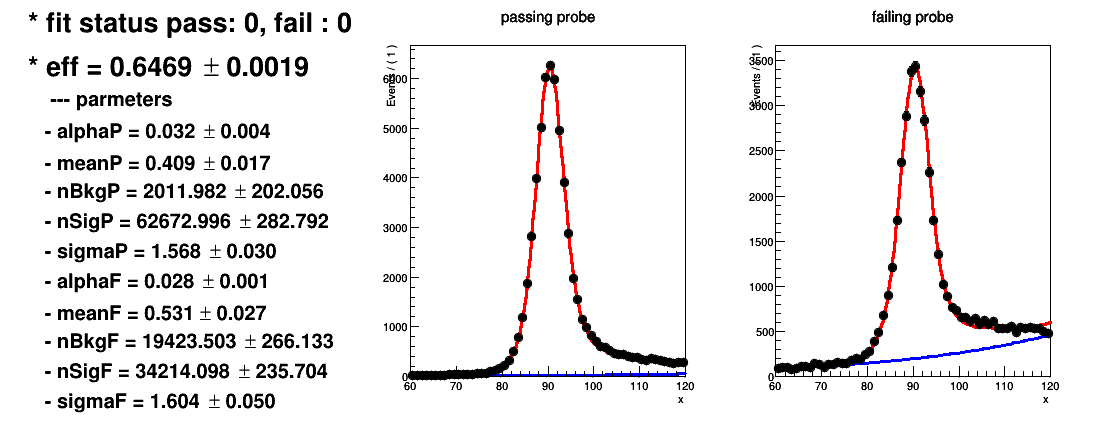 * fit status pass: 0, fail : 0
* eff = 0.6469 ± 0.0019
--- parmeters
- alphaP = 0.032 ± 0.004
- meanP = 0.409 ± 0.017
- nBkgP = 2011.982 ± 202.056
- nSigP = 62672.996 ± 282.792
- sigmaP = 1.568 ± 0.030
- alphaF = 0.028 ± 0.001
- meanF = 0.531 ± 0.027
- nBkgF = 19423.503 ± 266.133
- nSigF = 34214.098 ± 235.704
- sigmaF = 1.604 ± 0.050
passing probe
Events / ( 1 )
6000
5000
4000
3000
2000
1000
0
60 70 80 90 100 110 120
x
failing probe
Events / ( 1 )
3500
3000
2500
2000
1500
1000
500
0
60 70 80 90 100 110 120
x